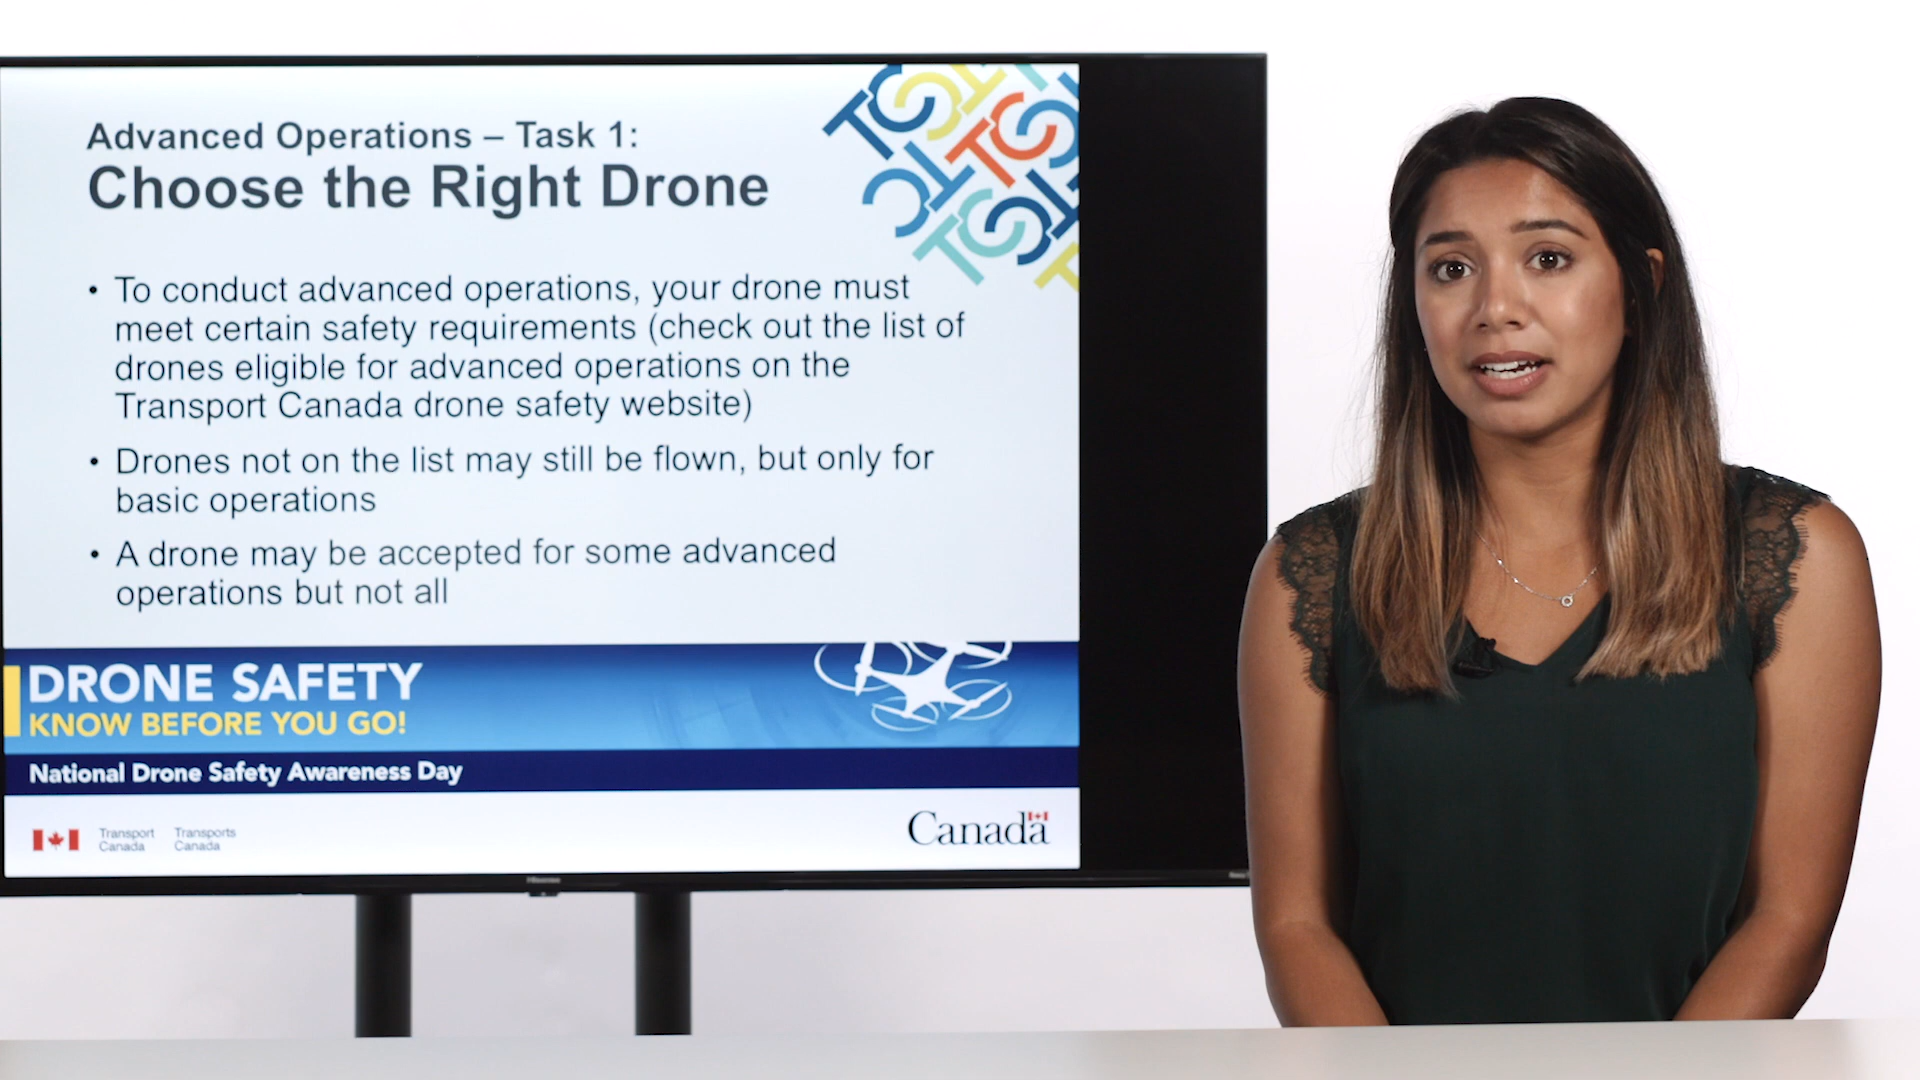 Advanced Operations – Task 1:
Choose the Right Drone
• To conduct advanced operations, your drone must
meet certain safety requirements (check out the list of
drones eligible for advanced operations on the
Transport Canada drone safety website)
• Drones not on the list may still be flown, but only for
basic operations
• A drone may be accepted for some advanced
operations but not all
DRONE SAFETY
KNOW BEFORE YOU GO!
National Drone Safety Awareness Day
Transport Canada
Transports Canada
Canada
Hisense